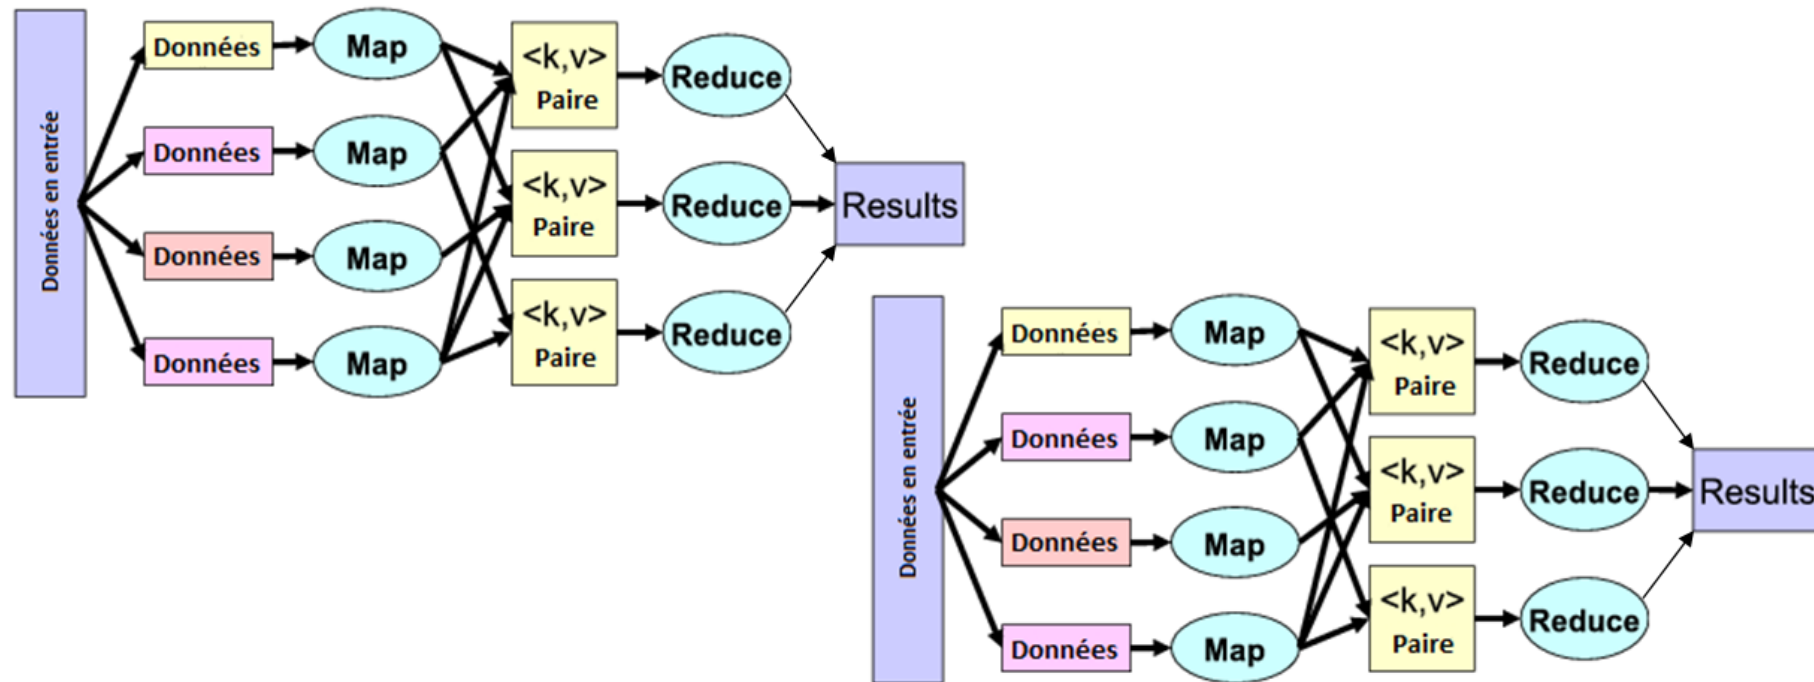 Données en entrée
Données
Map
<k,v>
Paire
Reduce
Données
Map
<k,v>
Paire
Reduce
Results
Données
Map
<k,v>
Paire
Reduce
Données
Map
Données en entrée
Données
Map
<k,v>
Paire
Reduce
Données
Map
<k,v>
Paire
Reduce
Results
Données
Map
<k,v>
Paire
Reduce
Données
Map